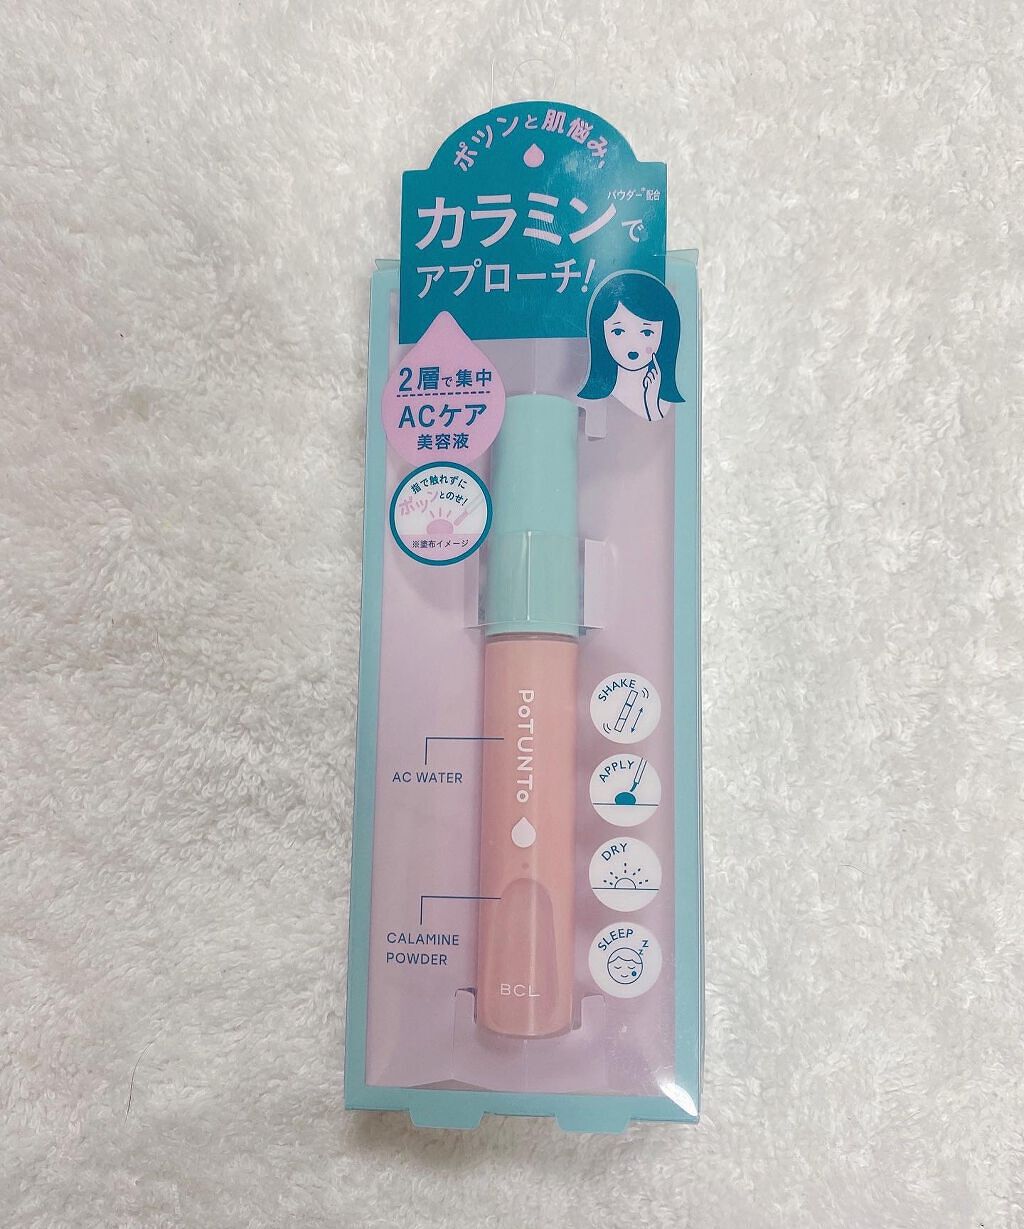 ポツンと肌悩み、
パウダー※配合
カラミンで
アプローチ!
2層で集中
ACケア
美容液
指で触れずに
ポツンとのせ!
※塗布イメージ
PoTUNTo
AC WATER
CALAMINE
POWDER
BCL
SHAKE
APPLY
DRY
SLEEP
z
z
z